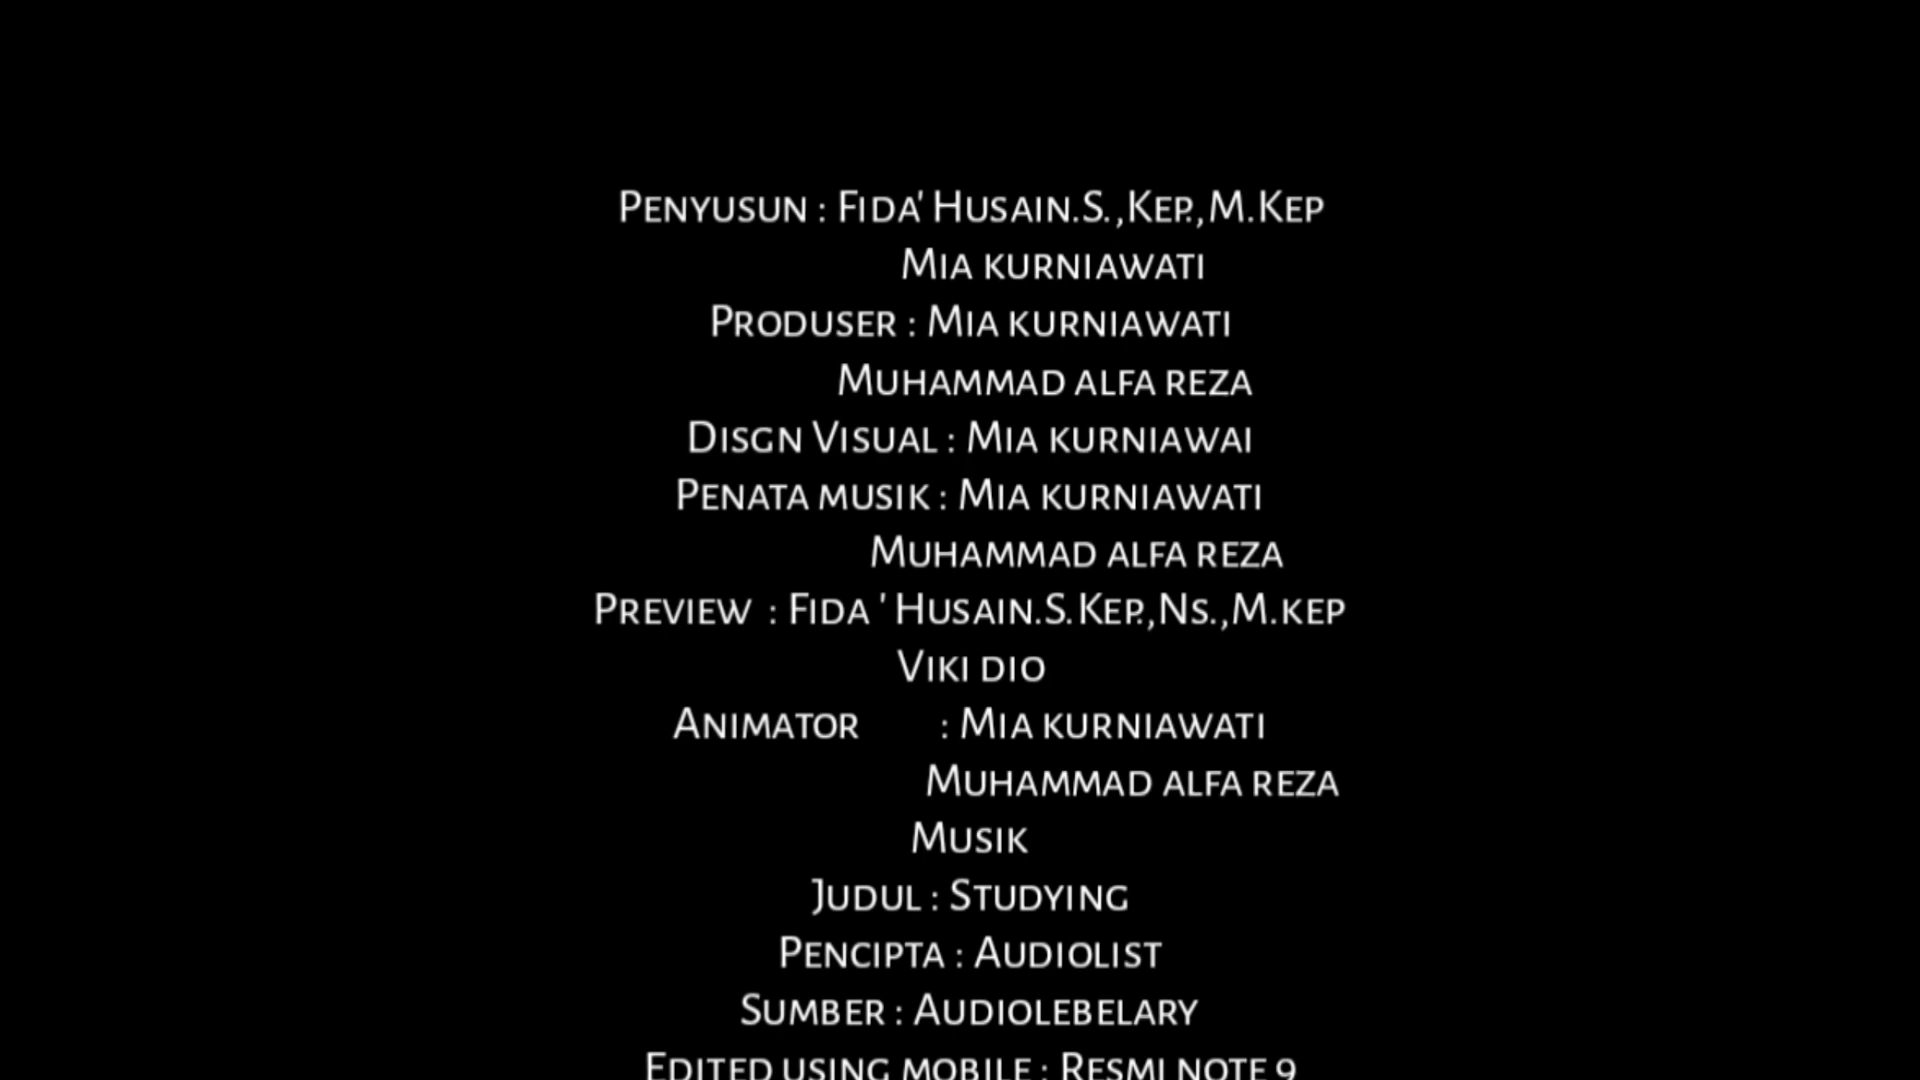 Penyusun : Fida' Husain.S.,Kep.,M.Kep
Mia kurniawati
Produser : Mia kurniawati
Muhammad alfa reza
Disgn Visual : Mia kurniawai
Penata musik : Mia kurniawati
Muhammad alfa reza
Preview : Fida ' Husain.S.Kep.,Ns.,M.kep
Viki dio
Animator : Mia kurniawati
Muhammad alfa reza
Musik
Judul : Studying
Pencipta : Audiolist
Sumber : Audiolebelary
Edited using mobile : Resmi note 9